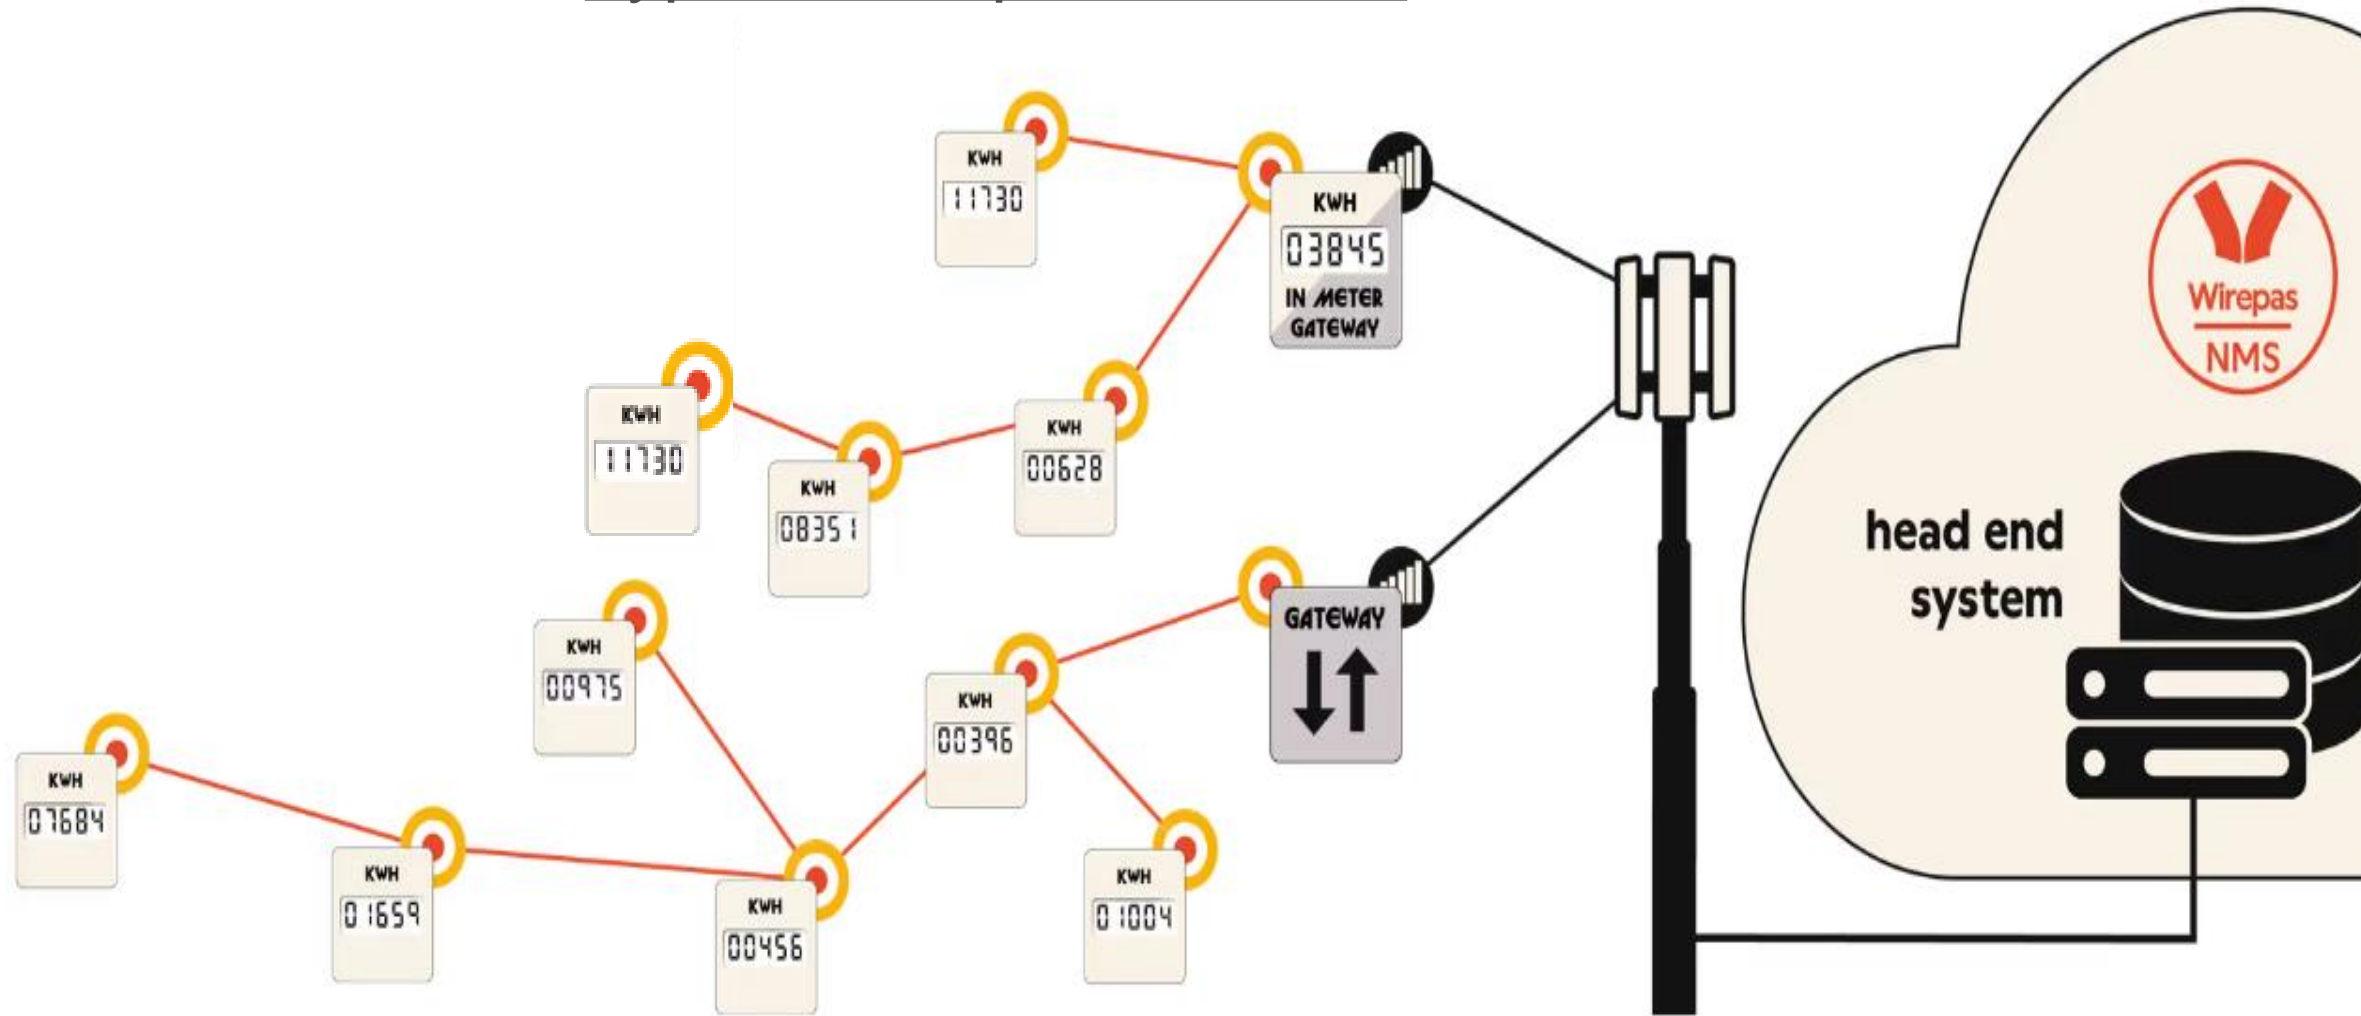 KWH
11730
KWH
03845
IN METER
GATEWAY
KWH
11730
KWH
08351
KWH
00628
KWH
00975
KWH
00396
GATEWAY
KWH
07684
KWH
01659
KWH
00456
KWH
01004
Wirepas
NMS
head end
system